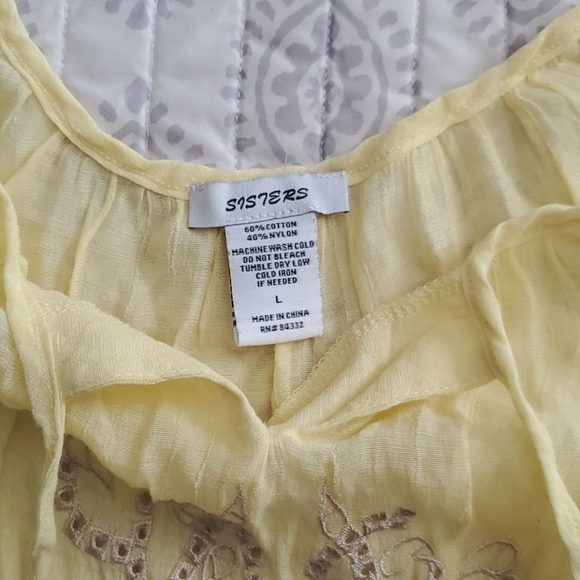 SISTERS
60% COTTON
40% NYLON
MACHINE WASH COLD
DO NOT BLEACH
TUMBLE DRY LOW
COLD IRON
IF NEEDED
L
MADE IN CHINA
RN# 84332